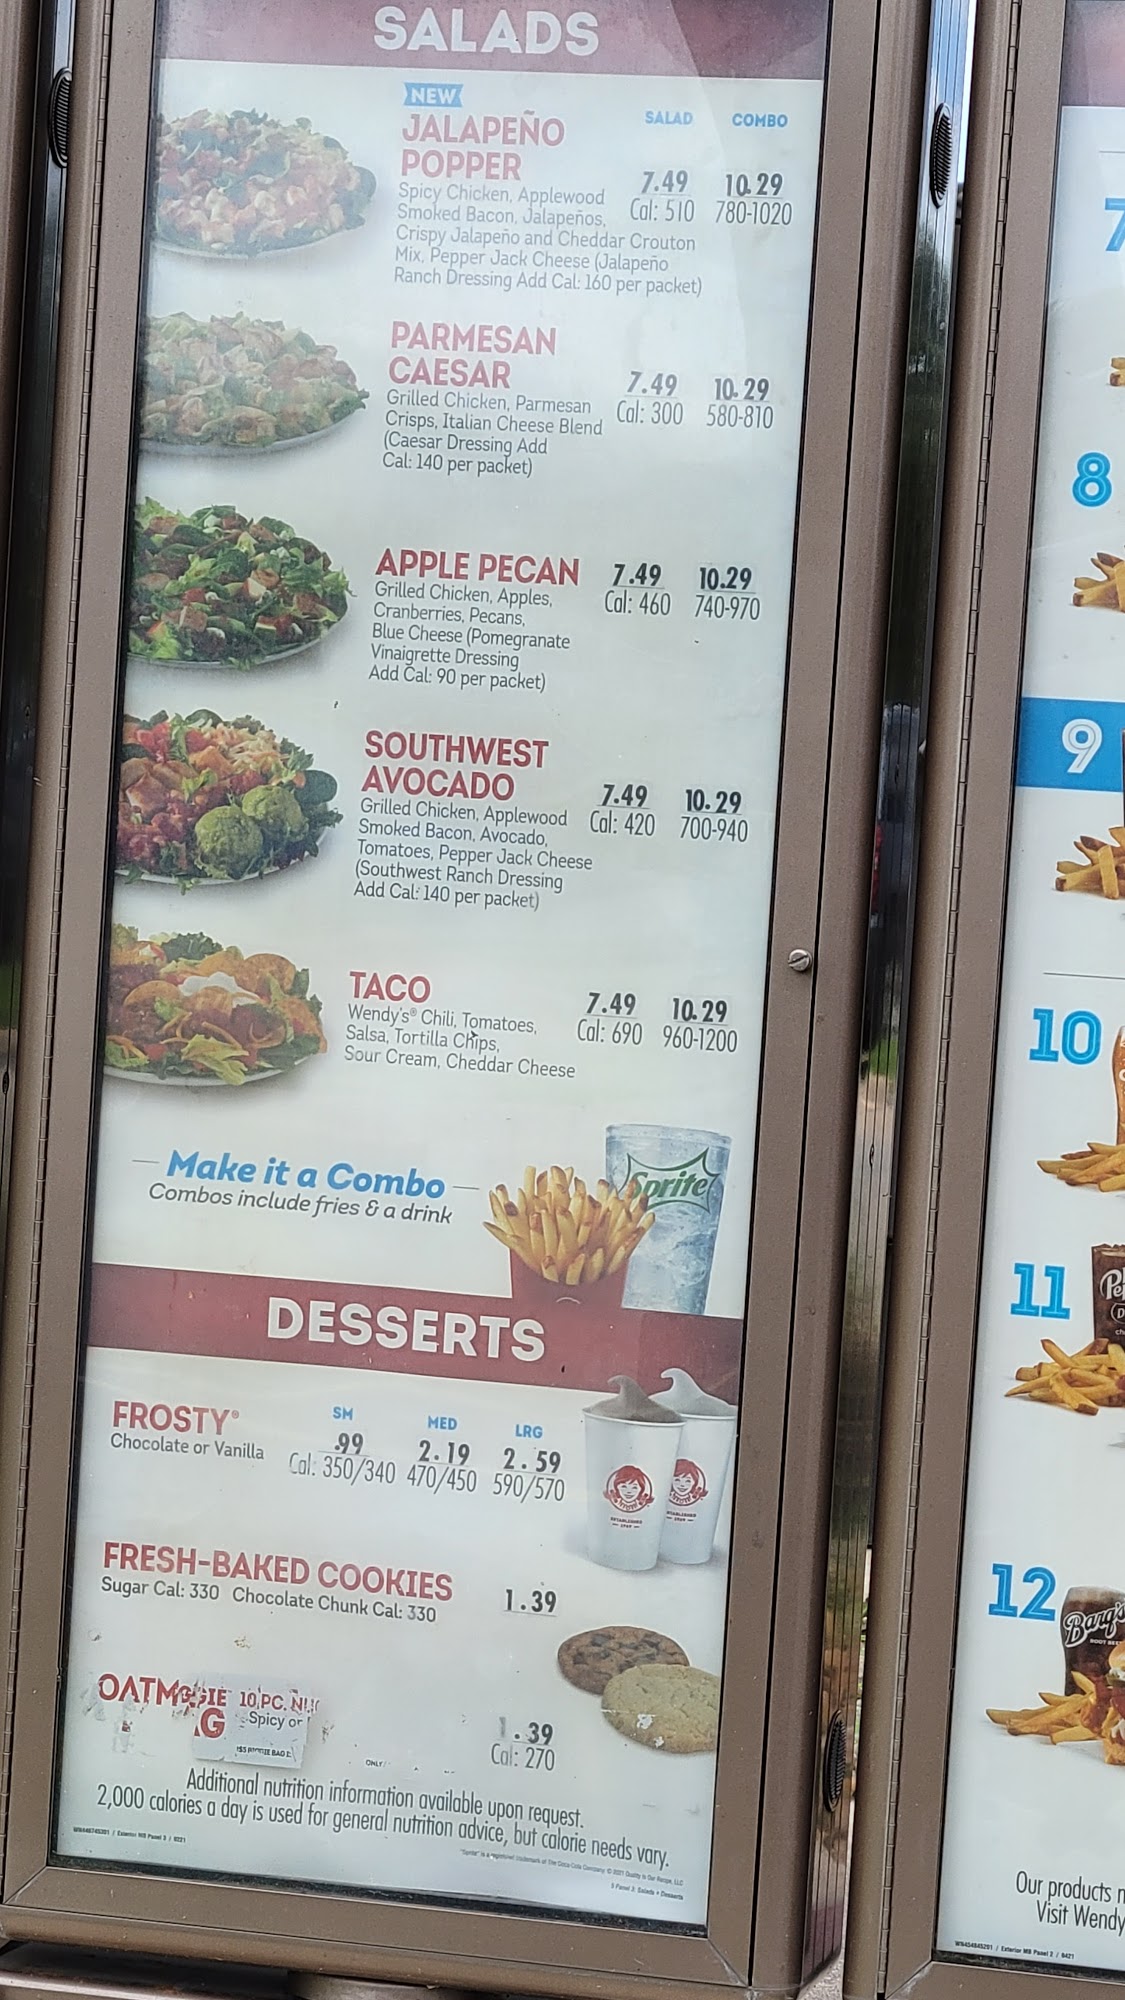 SALADS
NEW
SALAD COMBO
JALAPEÑO
POPPER
7.49 10.29
Cal: 510 780-1020
Spicy Chicken, Applewood
Smoked Bacon, Jalapeños,
Crispy Jalapeño and Cheddar Crouton
Mix, Pepper Jack Cheese (Jalapeño
Ranch Dressing Add Cal: 160 per packet)
PARMESAN
CAESAR
7.49 10.29
Cal: 300 580-810
Grilled Chicken, Parmesan
Crisps, Italian Cheese Blend
(Caesar Dressing Add
Cal: 140 per packet)
APPLE PECAN 7.49 10.29
Cal: 460 740-970
Grilled Chicken, Apples,
Cranberries, Pecans,
Blue Cheese (Pomegranate
Vinaigrette Dressing
Add Cal: 90 per packet)
SOUTHWEST
AVOCADO
7.49 10.29
Cal: 420 700-940
Grilled Chicken, Applewood
Smoked Bacon, Avocado,
Tomatoes, Pepper Jack Cheese
(Southwest Ranch Dressing
Add Cal: 140 per packet)
TACO 7.49 10.29
Cal: 690 960-1200
Wendy's® Chili, Tomatoes,
Salsa, Tortilla Chips,
Sour Cream, Cheddar Cheese
Make it a Combo
Combos include fries & a drink
Sprite
DESSERTS
SM MED LRG
FROSTY®
Chocolate or Vanilla
.99 2.19 2.59
Cal: 350/340 470/450 590/570
FRESH-BAKED COOKIES 1.39
Sugar Cal: 330 Chocolate Chunk Cal: 330
OATM GIE 10 PC. NU
AG Spicy or
1.39
Cal: 270
ONLY
Additional nutrition information available upon request.
2,000 calories a day is used for general nutrition advice, but calorie needs vary.
7
8
9
10
11
12
Barq's
Our products
Visit Wendy